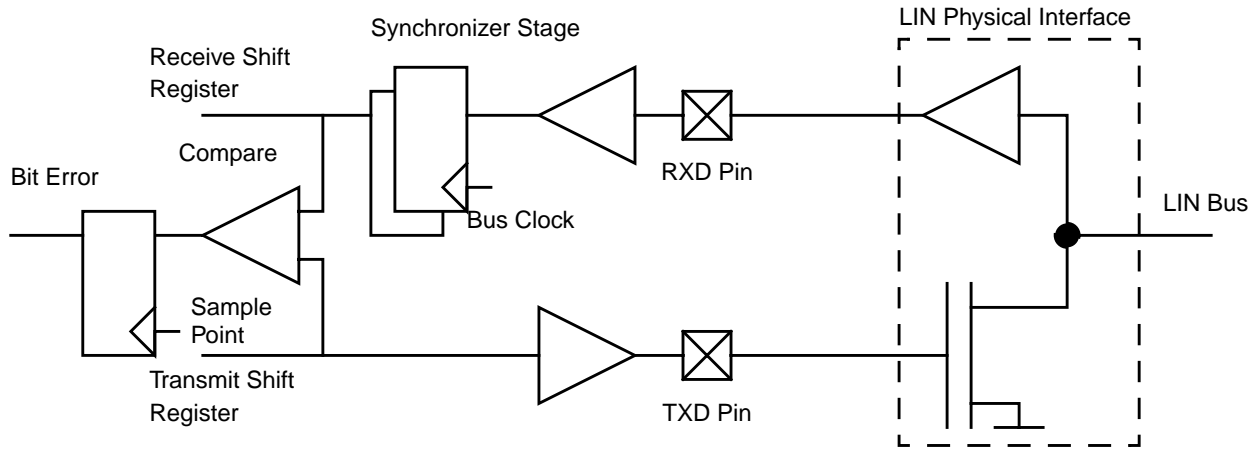 LIN Physical Interface
Synchronizer Stage
Receive Shift
Register
Compare
RXD Pin
Bit Error
LIN Bus
Bus Clock
Sample
Point
Transmit Shift
Register
TXD Pin